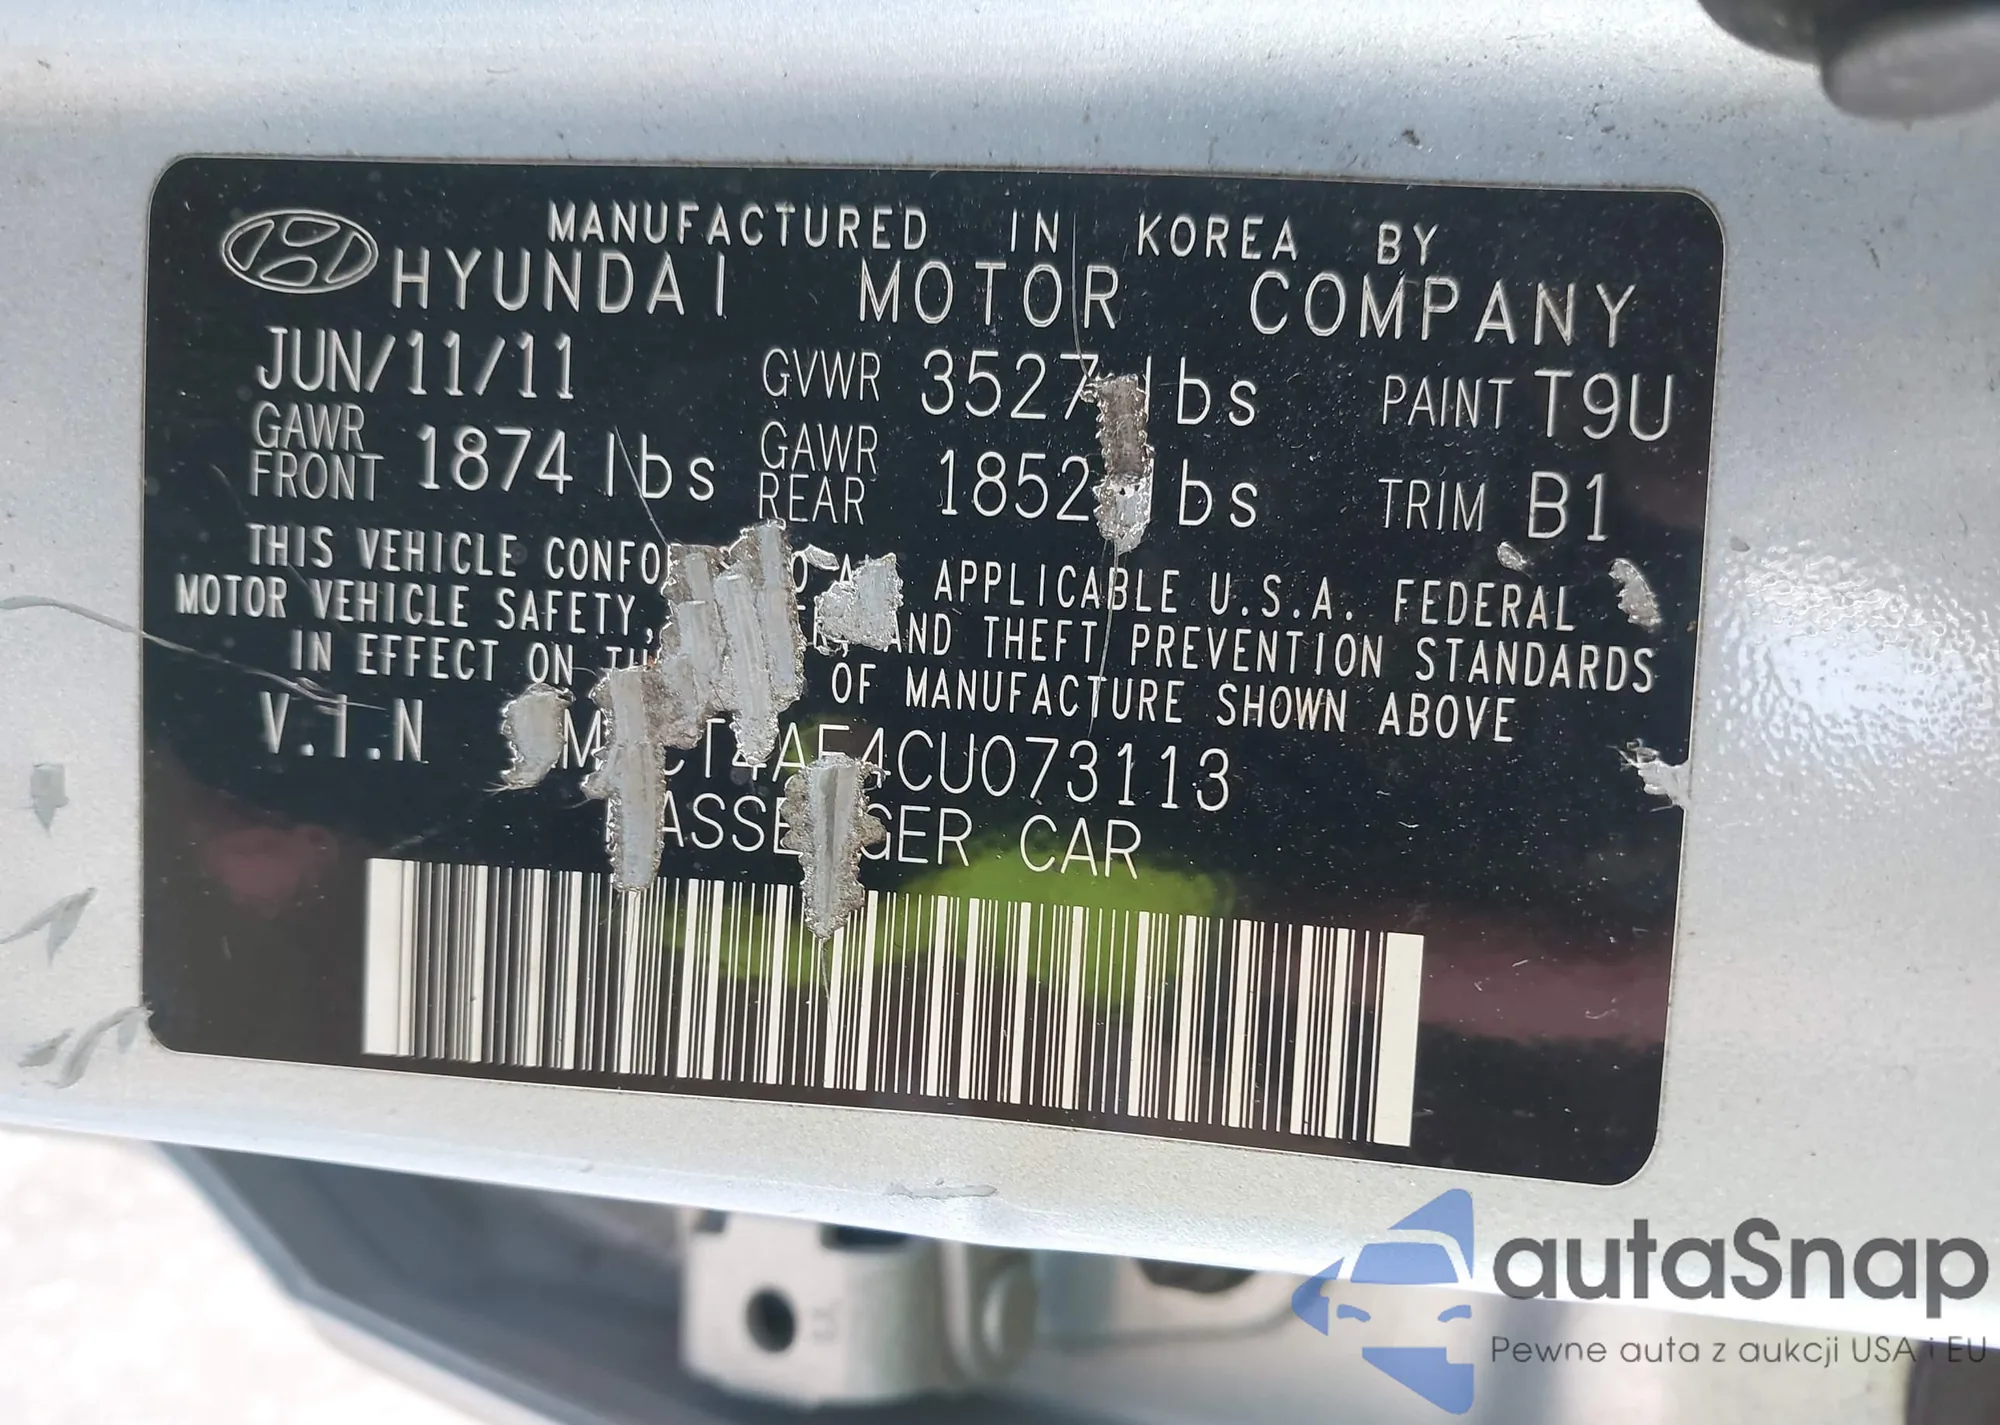 MANUFACTURED IN KOREA BY
HYUNDAI MOTOR COMPANY
JUN/11/11 GVWR 3527 lbs PAINT T9U
GAWR FRONT 1874 lbs GAWR REAR 1852 lbs TRIM B1
THIS VEHICLE APPLICABLE U.S.A. FEDERAL
MOTOR VEHICLE SAFETY, AND THEFT PREVENTION STANDARDS
IN EFFECT ON OF MANUFACTURE SHOWN ABOVE
V.I.N
CAR
autaSnap
Pewne auta z aukcji USA i EU